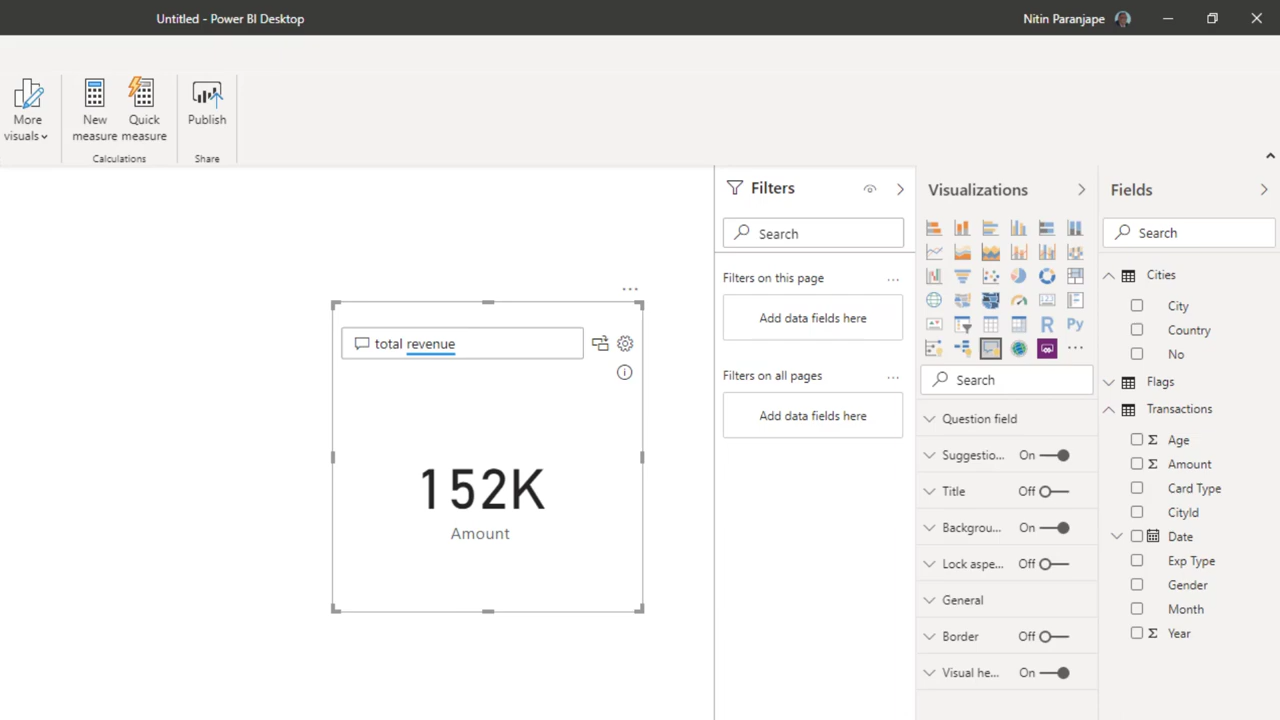 Untitled - Power BI Desktop
Nitin Paranjape
More visuals
New measure
Quick measure
Calculations
Publish
Share
total revenue
152K
Amount
Filters
Search
Filters on this page
...
Add data fields here
Filters on all pages
...
Add data fields here
Visualizations
R
Py
...
Search
Question field
Suggestio... On
Title Off
Backgrou... On
Lock aspe... Off
General
Border Off
Visual he... On
Fields
Search
Cities
City
Country
No
Flags
Transactions
Σ Age
Σ Amount
Card Type
CityId
Date
Exp Type
Gender
Month
Σ Year